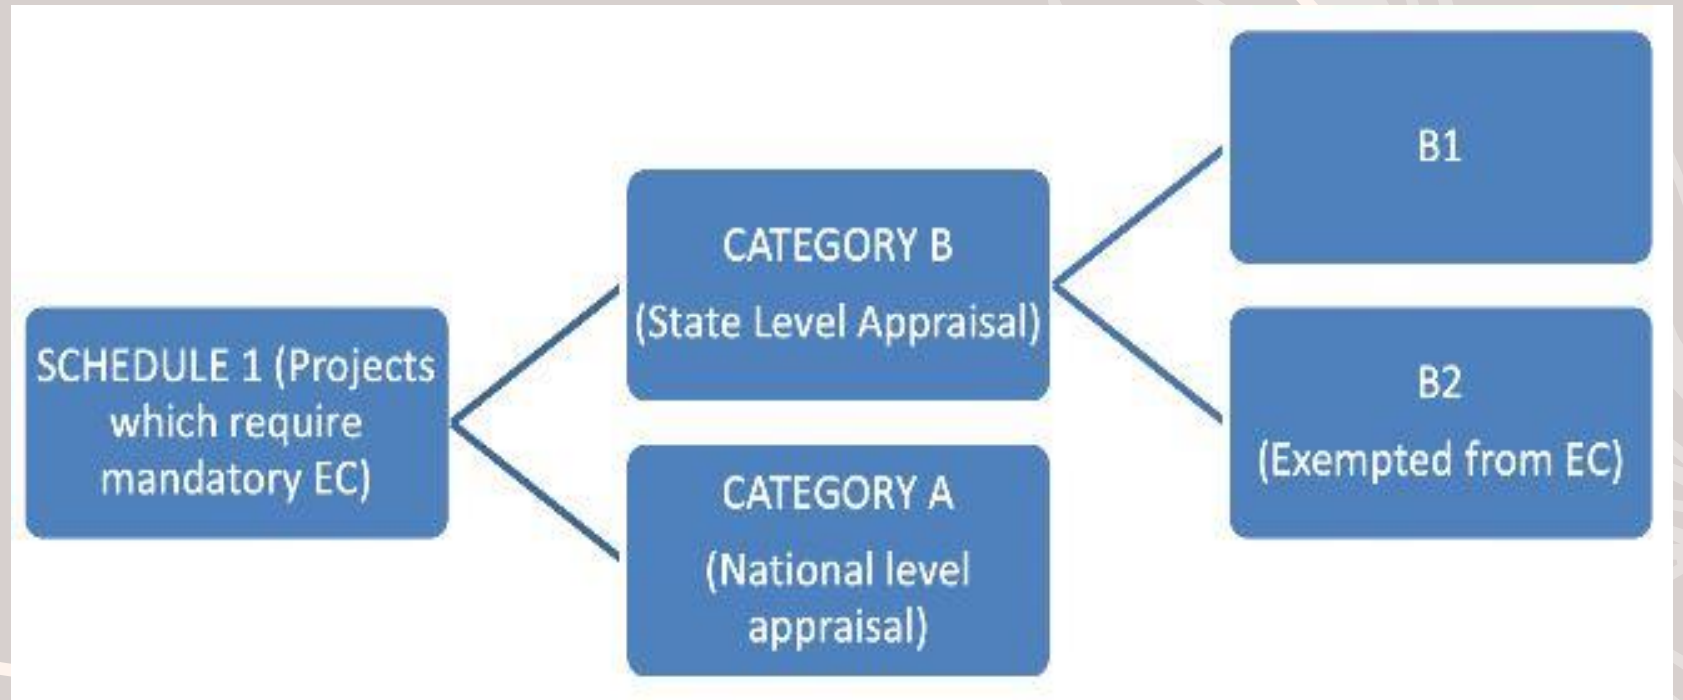 SCHEDULE 1 (Projects
which require
mandatory EC)
CATEGORY B
(State Level Appraisal)
CATEGORY A
(National level
appraisal)
B1
B2
(Exempted from EC)